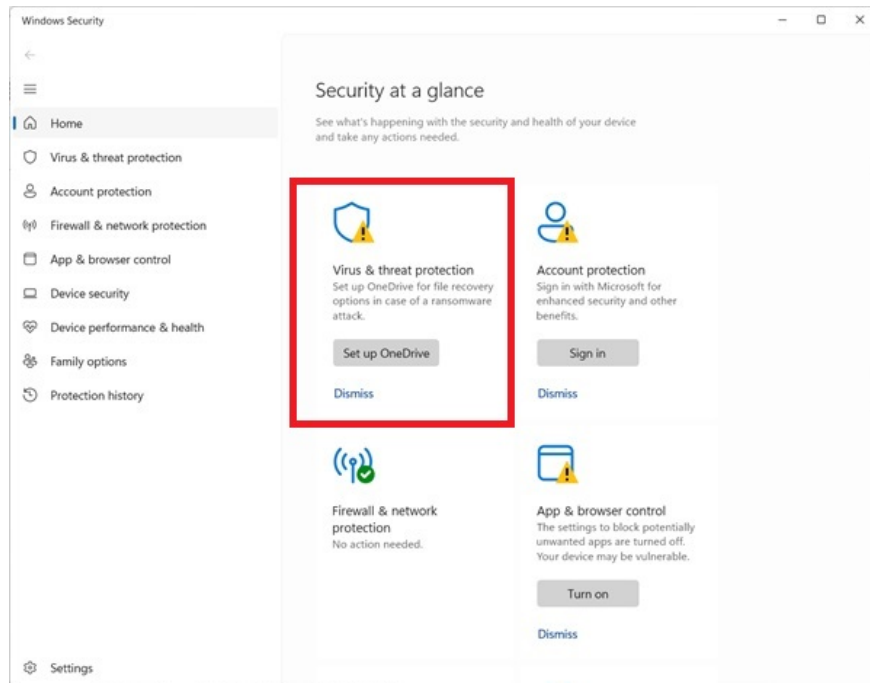 Windows Security
Home
Virus & threat protection
Account protection
Firewall & network protection
App & browser control
Device security
Device performance & health
Family options
Protection history
Settings
Security at a glance
See what's happening with the security and health of your device
and take any actions needed.
Virus & threat protection
Set up OneDrive for file recovery
options in case of a ransomware
attack.
Set up OneDrive
Dismiss
Account protection
Sign in with Microsoft for
enhanced security and other
benefits.
Sign in
Dismiss
Firewall & network
protection
No action needed.
App & browser control
The settings to block potentially
unwanted apps are turned off.
Your device may be vulnerable.
Turn on
Dismiss